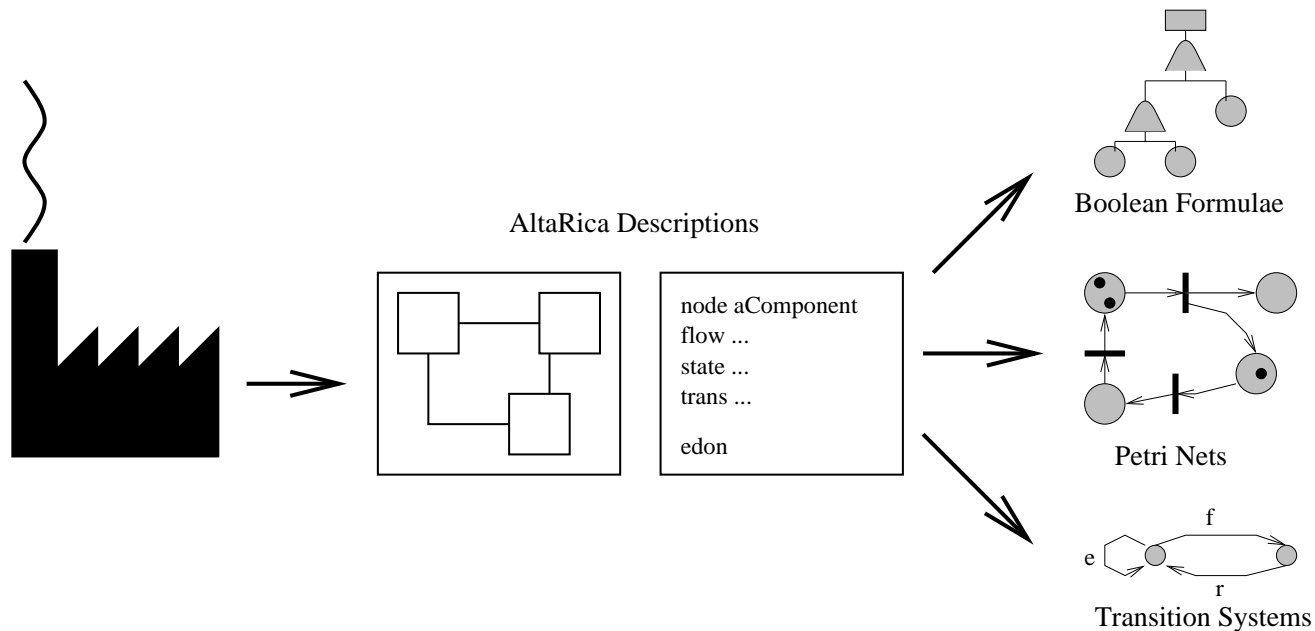 AltaRica Descriptions
node aComponent
flow ...
state ...
trans ...
edon
Boolean Formulae
Petri Nets
f
e
r
Transition Systems